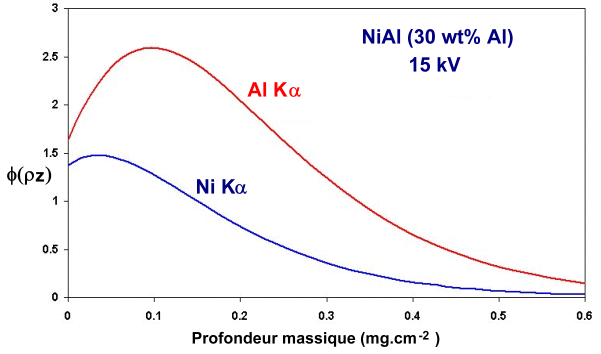 3
NiAl (30 wt% Al)
15 kV
2.5
Al Kα
2
Ni Kα
1.5
ϕ(ρz)
1
0.5
0
0 0.1 0.2 0.3 0.4 0.5 0.6
Profondeur massique (mg.cm-2 )